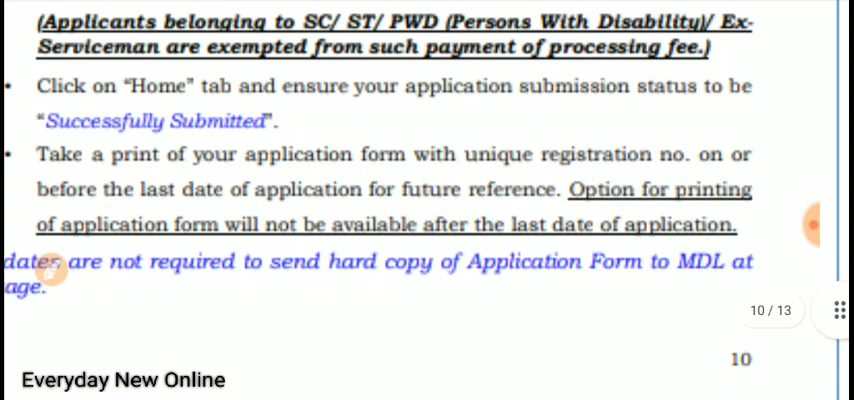 (Applicants belonging to SC/ ST/ PWD (Persons With Disability)/ Ex-
Serviceman are exempted from such payment of processing fee.)
• Click on “Home” tab and ensure your application submission status to be
“Successfully Submitted”.
• Take a print of your application form with unique registration no. on or
before the last date of application for future reference. Option for printing
of application form will not be available after the last date of application.
dates are not required to send hard copy of Application Form to MDL at
age.
10 / 13
10
Everyday New Online